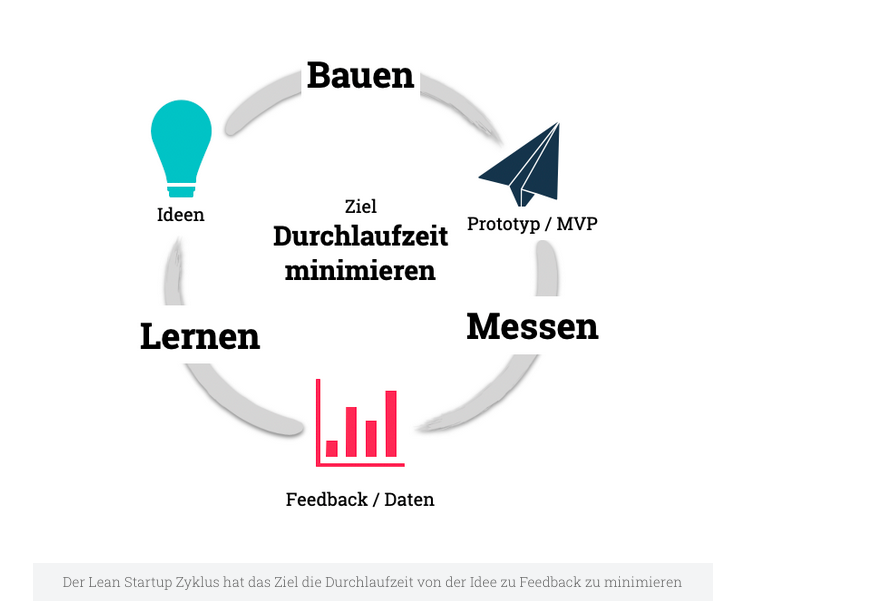 Bauen
Ideen
Prototyp / MVP
Ziel
Durchlaufzeit
minimieren
Lernen
Messen
Feedback / Daten
Der Lean Startup Zyklus hat das Ziel die Durchlaufzeit von der Idee zu Feedback zu minimieren